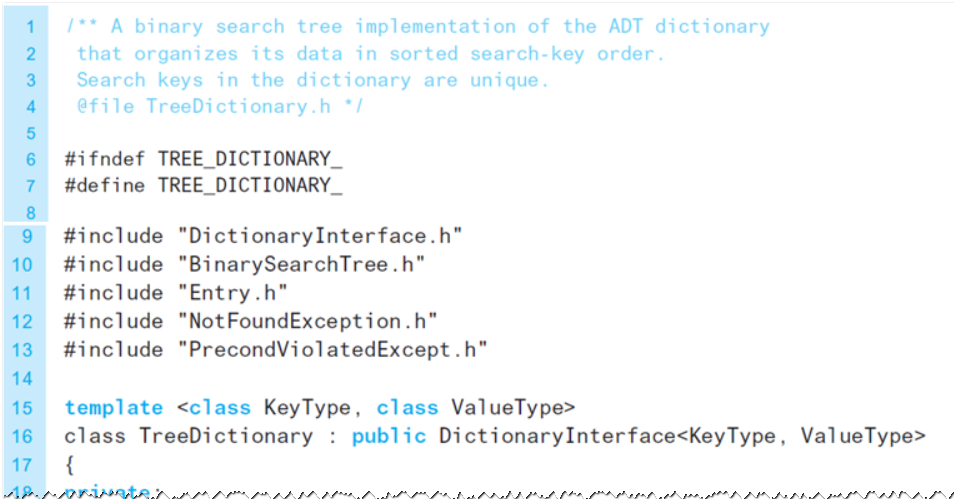 1 /** A binary search tree implementation of the ADT dictionary
2 that organizes its data in sorted search-key order.
3 Search keys in the dictionary are unique.
4 @file TreeDictionary.h */
5
6 #ifndef TREE_DICTIONARY_
7 #define TREE_DICTIONARY_
8
9 #include "DictionaryInterface.h"
10 #include "BinarySearchTree.h"
11 #include "Entry.h"
12 #include "NotFoundException.h"
13 #include "PrecondViolatedExcept.h"
14
15 template <class KeyType, class ValueType>
16 class TreeDictionary : public DictionaryInterface<KeyType, ValueType>
17 {
18 private: